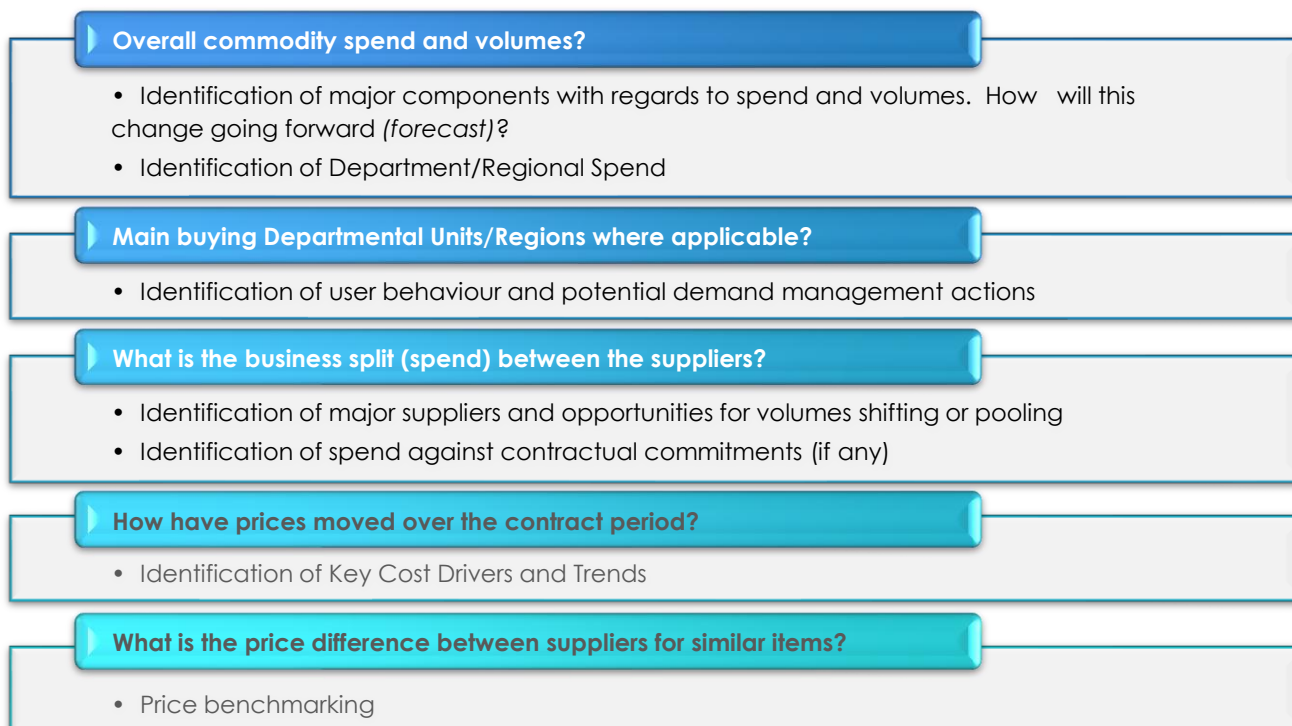 Overall commodity spend and volumes?
• Identification of major components with regards to spend and volumes. How will this
change going forward (forecast)?
• Identification of Department/Regional Spend
Main buying Departmental Units/Regions where applicable?
• Identification of user behaviour and potential demand management actions
What is the business split (spend) between the suppliers?
• Identification of major suppliers and opportunities for volumes shifting or pooling
• Identification of spend against contractual commitments (if any)
How have prices moved over the contract period?
• Identification of Key Cost Drivers and Trends
What is the price difference between suppliers for similar items?
• Price benchmarking